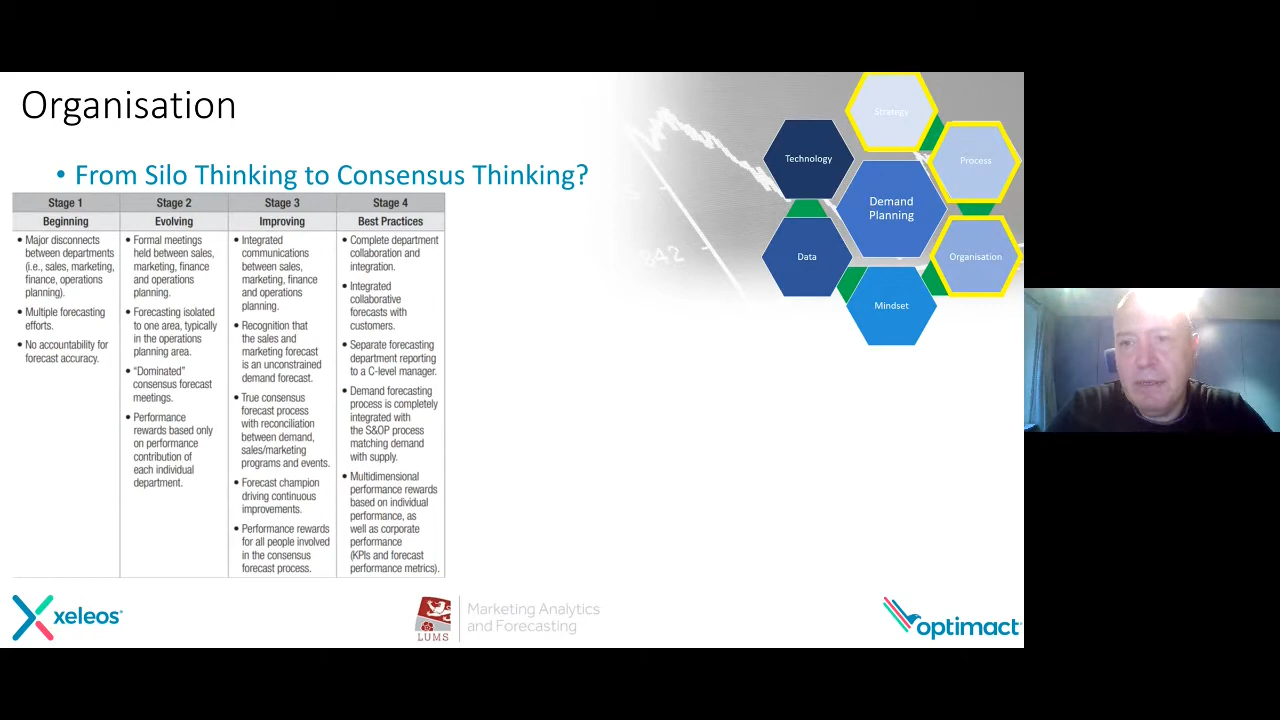 Organisation
• From Silo Thinking to Consensus Thinking?
Stage 1
Beginning
• Major disconnects
between departments
(i.e., sales, marketing,
finance, operations
planning).
• Multiple forecasting
efforts.
• No accountability for
forecast accuracy.
Stage 2
Evolving
• Formal meetings
held between sales,
marketing, finance
and operations
planning.
• Forecasting isolated
to one area, typically
in the operations
planning area.
• “Dominated”
consensus forecast
meetings.
• Performance
rewards based only
on performance
contribution of
each individual
department.
Stage 3
Improving
• Integrated
communications
between sales,
marketing, finance
and operations
planning.
• Recognition that
the sales and
marketing forecast
is an unconstrained
demand forecast.
• True consensus
forecast process
with reconciliation
between demand,
sales/marketing
programs and events.
• Forecast champion
driving continuous
improvements.
• Performance rewards
for all people involved
in the consensus
forecast process.
Stage 4
Best Practices
• Complete department
collaboration and
integration.
• Integrated
collaborative
forecasts with
customers.
• Separate forecasting
department reporting
to a C-level manager.
• Demand forecasting
process is completely
integrated with
the S&OP process
matching demand
with supply.
• Multidimensional
performance rewards
based on individual
performance, as
well as corporate
performance
(KPIs and forecast
performance metrics).
Strategy
Technology
Process
Demand
Planning
Data
Organisation
Mindset
xeleos
LUMS
Marketing Analytics
and Forecasting
optimact